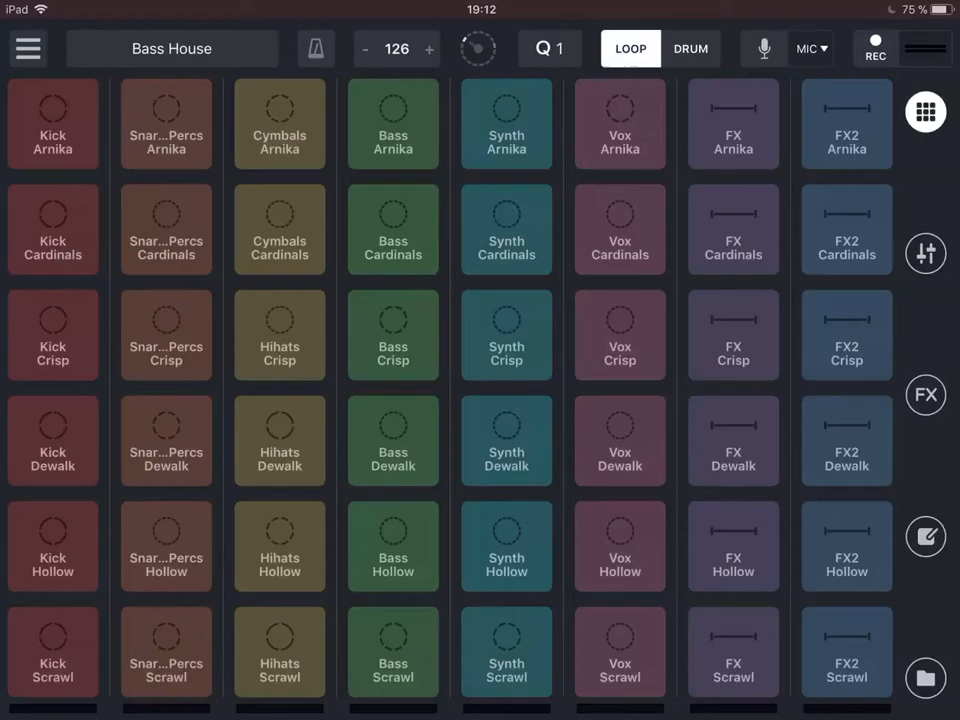 iPad 19:12 75 %
Bass House - 126 + Q 1 LOOP DRUM MIC REC
Kick Arnika
Snar...Percs Arnika
Cymbals Arnika
Bass Arnika
Synth Arnika
Vox Arnika
FX Arnika
FX2 Arnika
Kick Cardinals
Snar...Percs Cardinals
Cymbals Cardinals
Bass Cardinals
Synth Cardinals
Vox Cardinals
FX Cardinals
FX2 Cardinals
Kick Crisp
Snar...Percs Crisp
Hihats Crisp
Bass Crisp
Synth Crisp
Vox Crisp
FX Crisp
FX2 Crisp
FX
Kick Dewalk
Snar...Percs Dewalk
Hihats Dewalk
Bass Dewalk
Synth Dewalk
Vox Dewalk
FX Dewalk
FX2 Dewalk
Kick Hollow
Snar...Percs Hollow
Hihats Hollow
Bass Hollow
Synth Hollow
Vox Hollow
FX Hollow
FX2 Hollow
Kick Scrawl
Snar...Percs Scrawl
Hihats Scrawl
Bass Scrawl
Synth Scrawl
Vox Scrawl
FX Scrawl
FX2 Scrawl